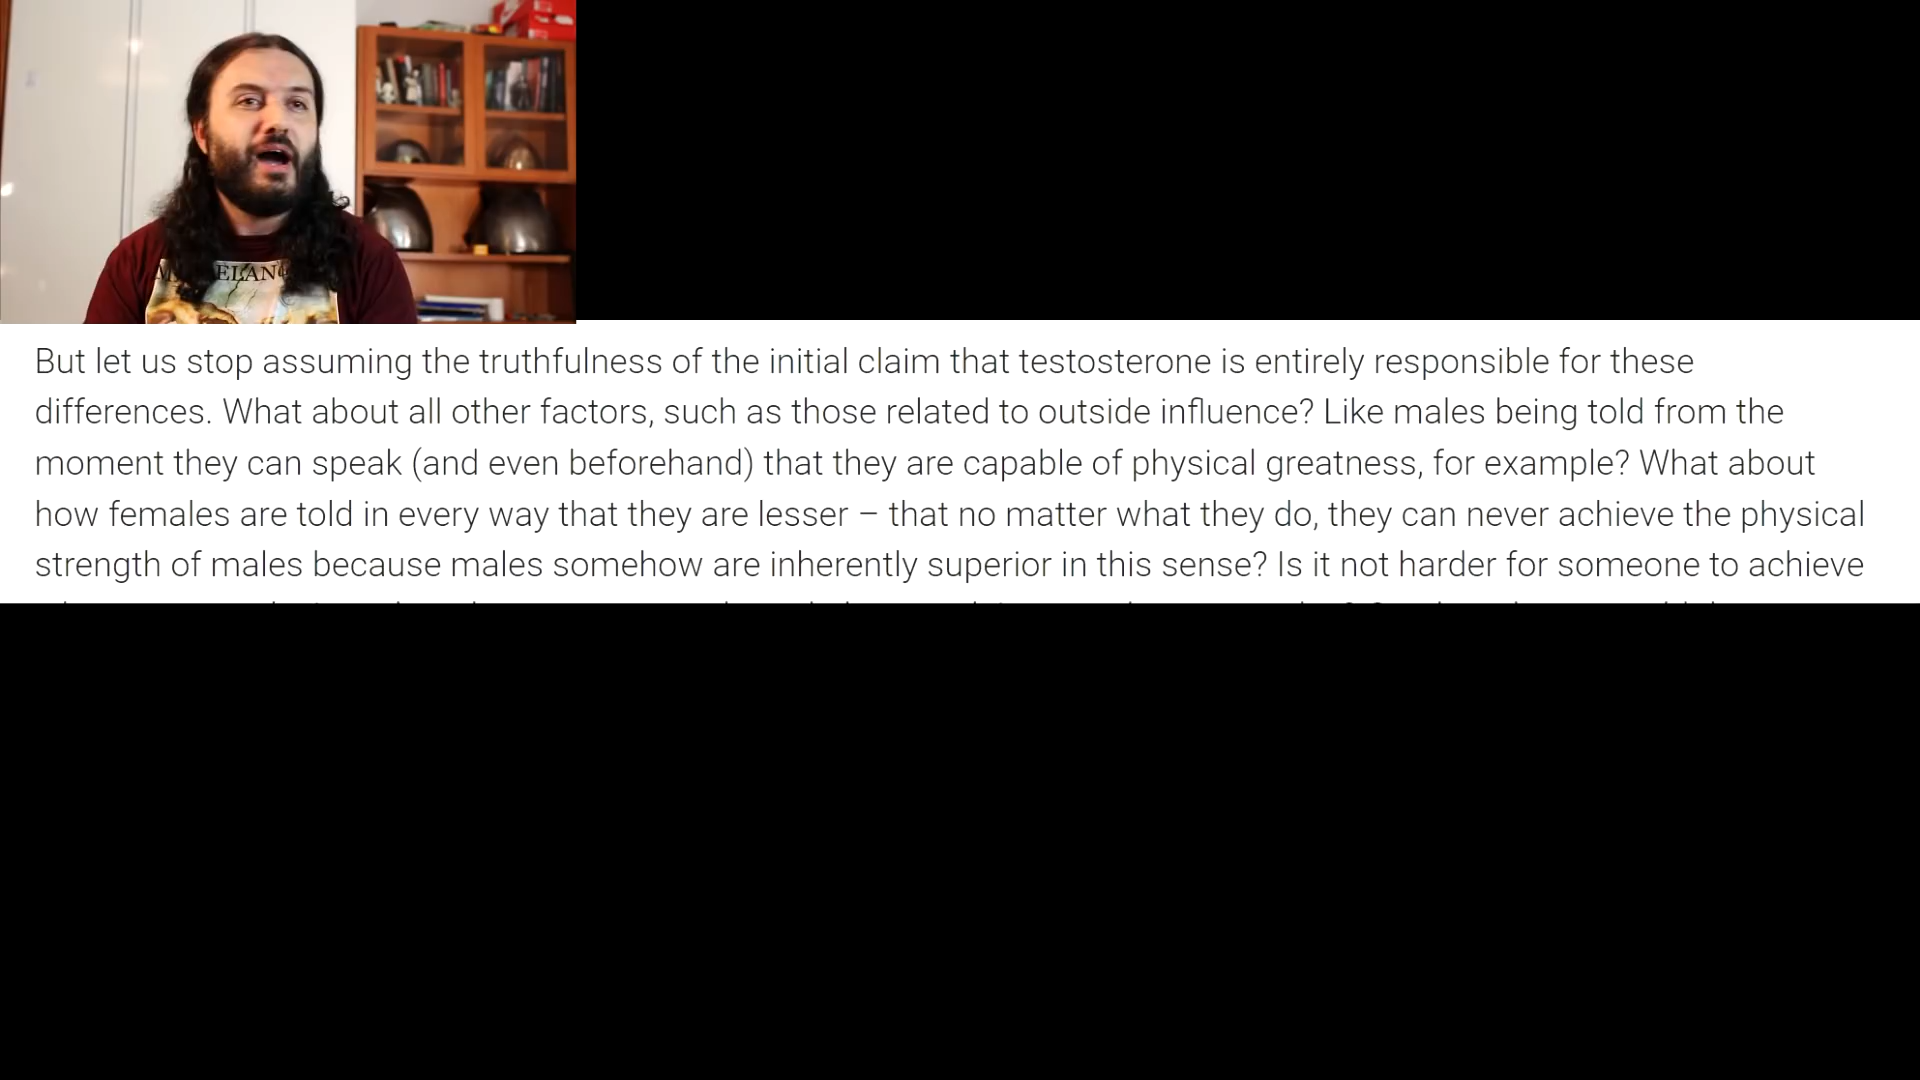 ELAN
But let us stop assuming the truthfulness of the initial claim that testosterone is entirely responsible for these
differences. What about all other factors, such as those related to outside influence? Like males being told from the
moment they can speak (and even beforehand) that they are capable of physical greatness, for example? What about
how females are told in every way that they are lesser – that no matter what they do, they can never achieve the physical
strength of males because males somehow are inherently superior in this sense? Is it not harder for someone to achieve